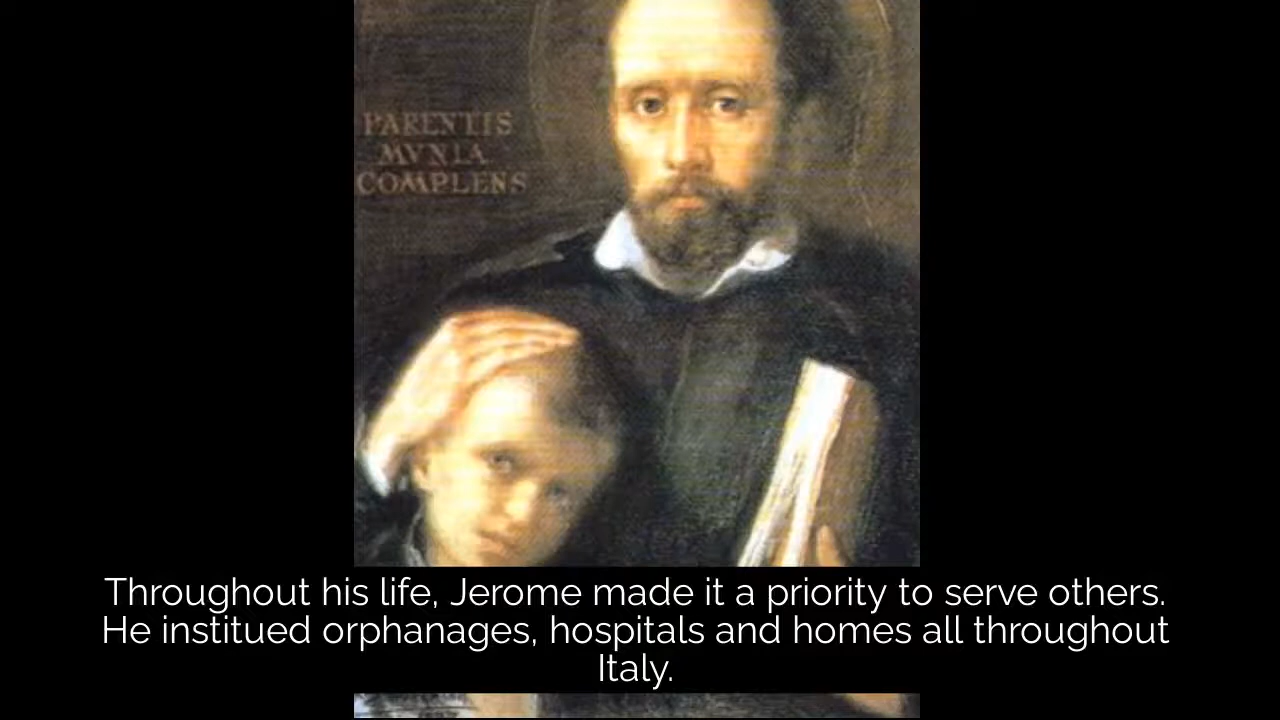 PARENTIS
MVNIA
COMPLENS
Throughout his life, Jerome made it a priority to serve others.
He institued orphanages, hospitals and homes all throughout
Italy.